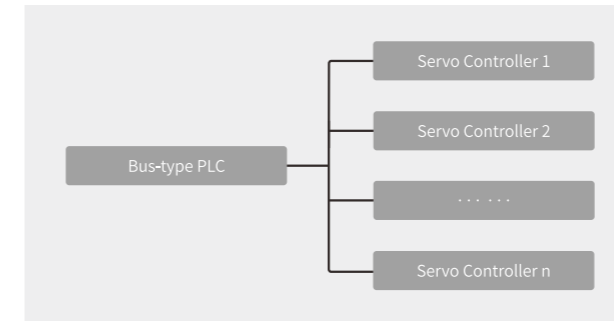 Servo Controller 1
Servo Controller 2
Bus-type PLC
......
Servo Controller n